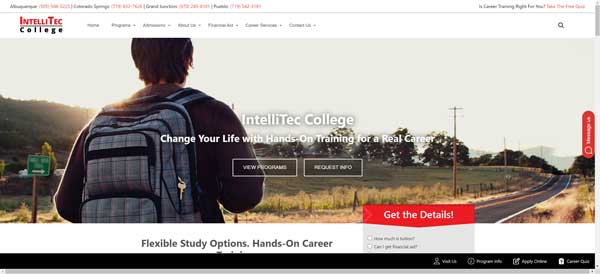 Albuquerque: (505) 508-5225 | Colorado Springs: (719) 632-7626 | Grand Junction: (970) 245-8101 | Pueblo: (719) 542-3181
Is Career Training Right For You? Take The Free Quiz
INTELLITEC
College
Home Programs Admissions About Us Financial Aid Career Services Contact Us
Message us
IntelliTec College
Change Your Life with Hands-On Training for a Real Career
VIEW PROGRAMS REQUEST INFO
Get the Details!
How much is tuition?
Can I get financial aid?
Flexible Study Options. Hands-On Career
Visit Us Program Info Apply Online Career Quiz